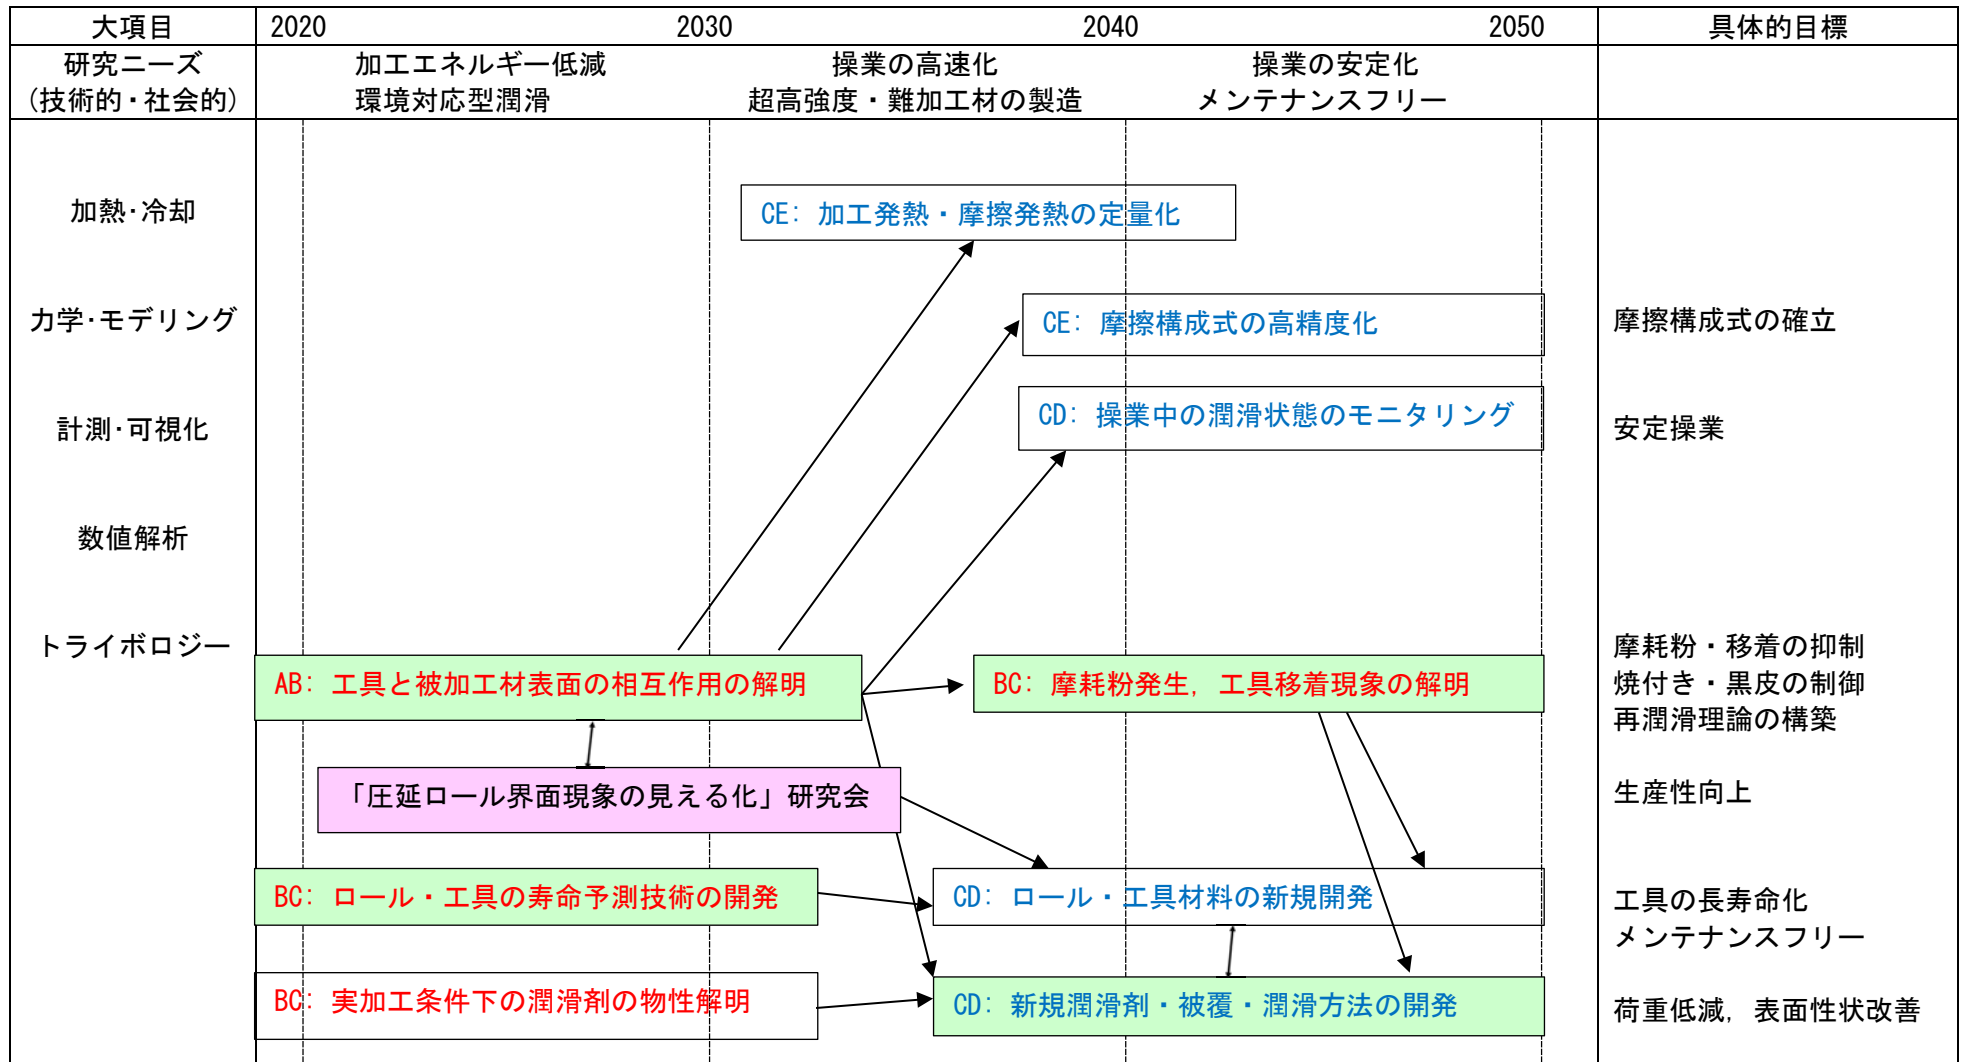 大項目 2020 2030 2040 2050 具体的目標
研究ニーズ 加工エネルギー低減 操業の高速化 操業の安定化
(技術的・社会的) 環境対応型潤滑 超高強度・難加工材の製造 メンテナンスフリー
加熱・冷却 CE: 加工発熱・摩擦発熱の定量化
力学・モデリング CE: 摩擦構成式の高精度化 摩擦構成式の確立
計測・可視化 CD: 操業中の潤滑状態のモニタリング 安定操業
数値解析
トライボロジー 摩耗粉・移着の抑制
AB: 工具と被加工材表面の相互作用の解明 BC: 摩耗粉発生, 工具移着現象の解明 焼付き・黒皮の制御
再潤滑理論の構築
「圧延ロール界面現象の見える化」研究会 生産性向上
BC: ロール・工具の寿命予測技術の開発 CD: ロール・工具材料の新規開発 工具の長寿命化
メンテナンスフリー
BC: 実加工条件下の潤滑剤の物性解明 CD: 新規潤滑剤・被覆・潤滑方法の開発 荷重低減, 表面性状改善